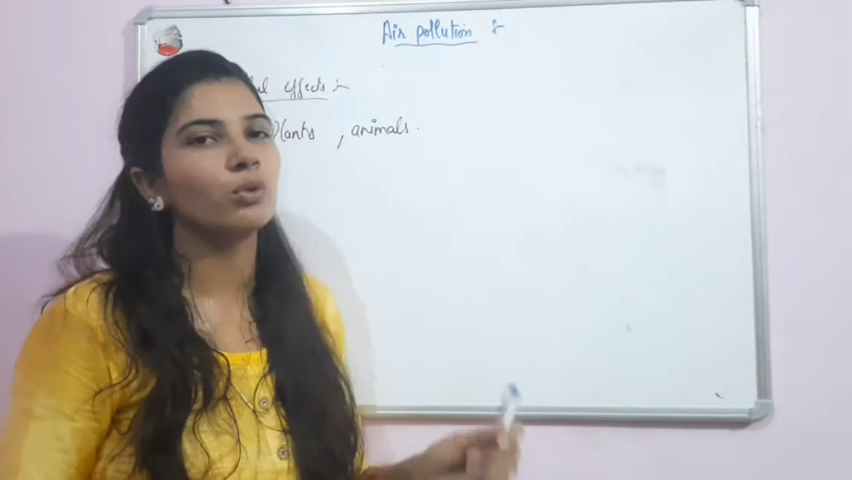 Air pollution :-
effects :-
plants , animals.